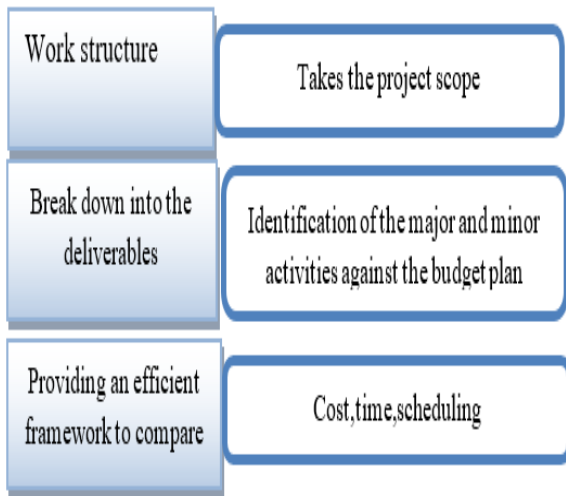 Work structure
Takes the project scope
Break down into the
deliverables
Identification of the major and minor
activities against the budget plan
Providing an efficient
framework to compare
Cost,time,scheduling